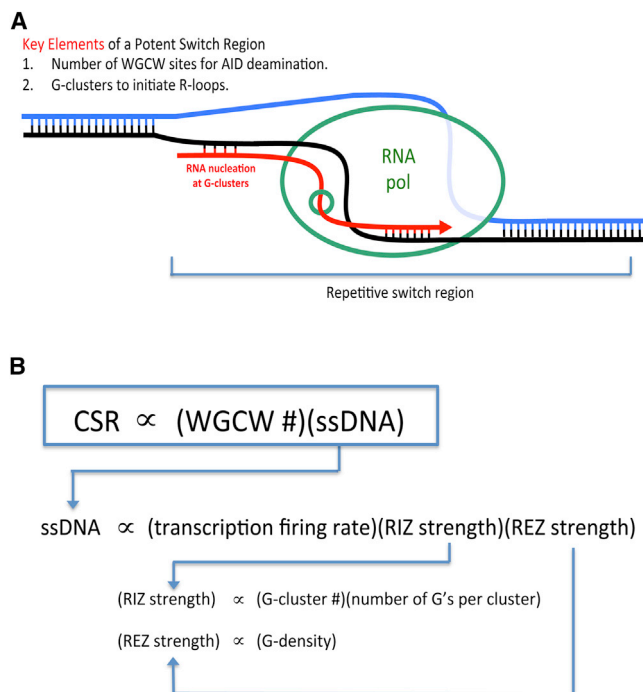 A
Key Elements of a Potent Switch Region
1. Number of WGCW sites for AID deamination.
2. G-clusters to initiate R-loops.
RNA nucleation
at G-clusters
RNA
pol
Repetitive switch region
B
CSR ∝ (WGCW #)(ssDNA)
ssDNA ∝ (transcription firing rate)(RIZ strength)(REZ strength)
(RIZ strength) ∝ (G-cluster #)(number of G's per cluster)
(REZ strength) ∝ (G-density)